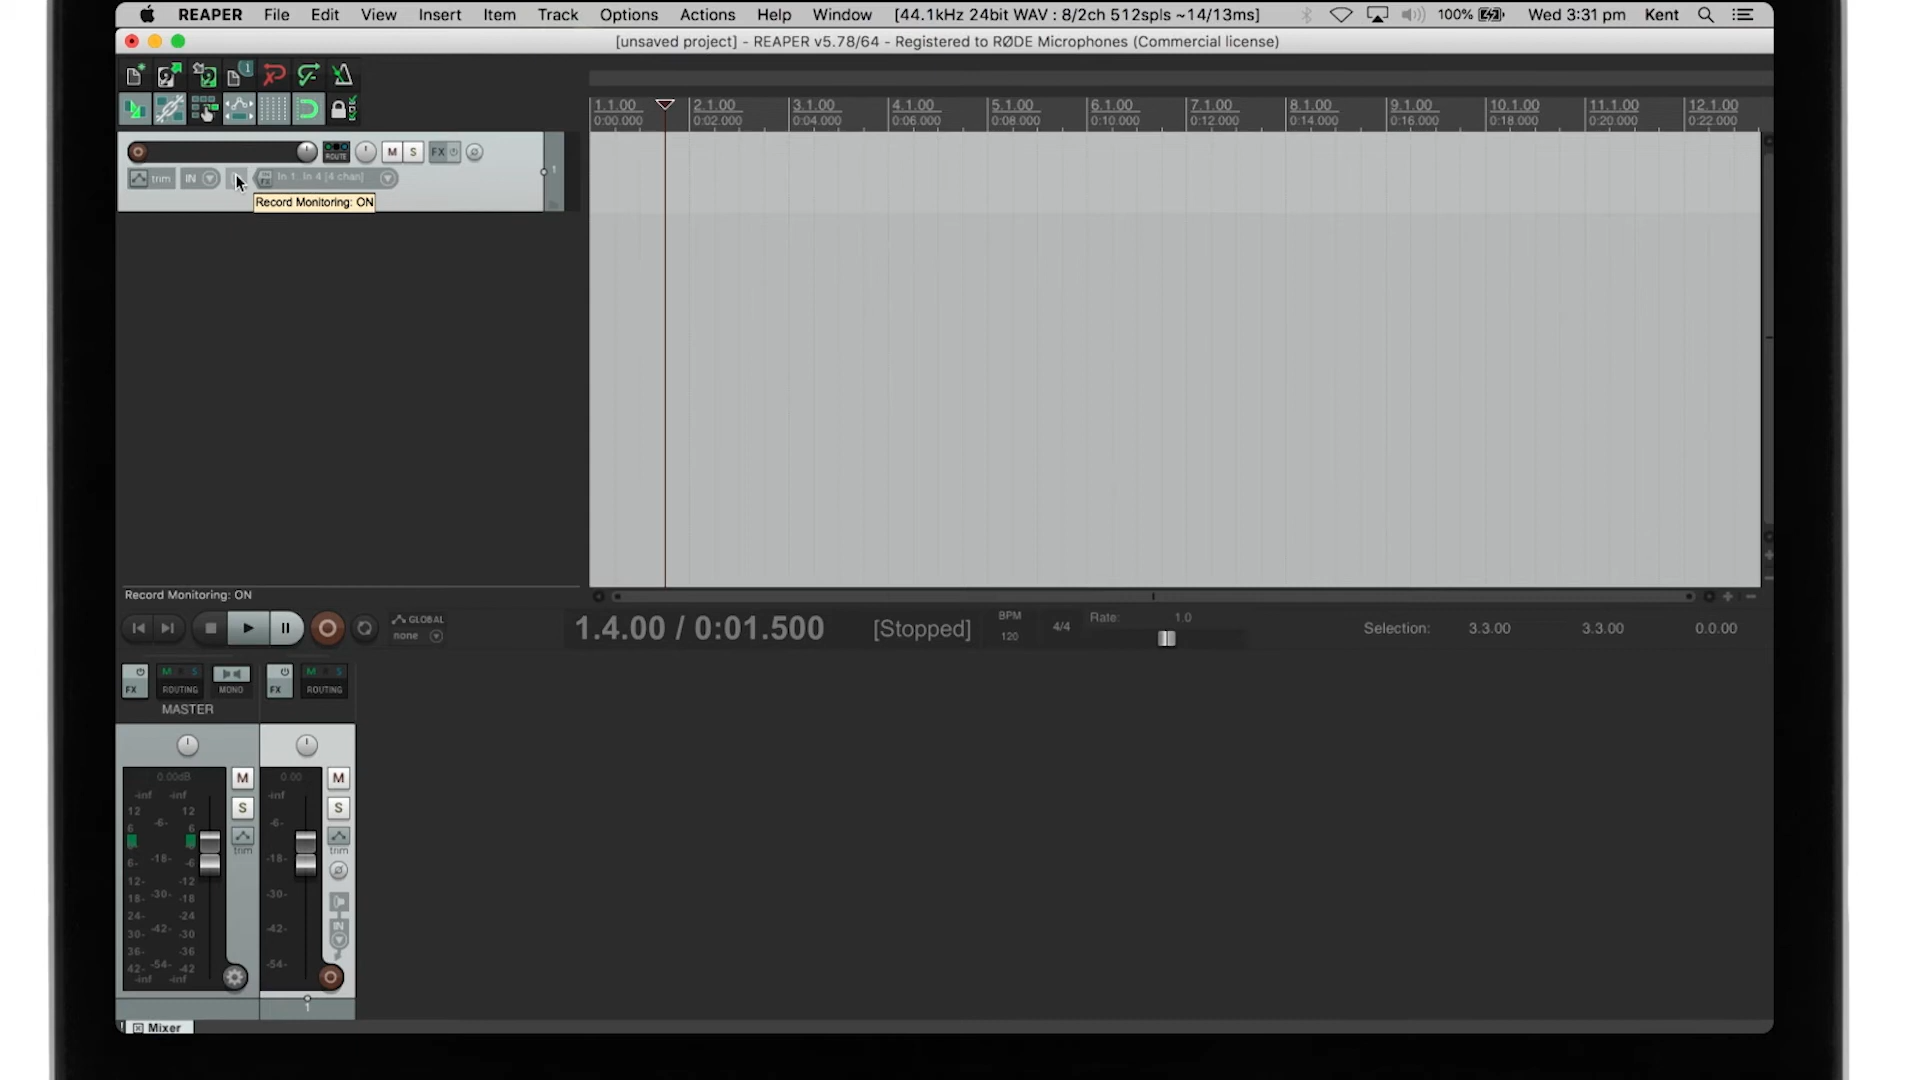 REAPER File Edit View Insert Item Track Options Actions Help Window [44.1kHz 24bit WAV : 8/2ch 512spls ~14/13ms] 100% Wed 3:31 pm Kent
[unsaved project] - REAPER v5.78/64 - Registered to RØDE Microphones (Commercial license)
1.1.00 2.1.00 3.1.00 4.1.00 5.1.00 6.1.00 7.1.00 8.1.00 9.1.00 10.1.00 11.1.00 12.1.00
0:00.000 0:02.000 0:04.000 0:06.000 0:08.000 0:10.000 0:12.000 0:14.000 0:16.000 0:18.000 0:20.000 0:22.000
ROUTE M S FX
trim IN In 1..In 4 [4 chan] 1
Record Monitoring: ON
Record Monitoring: ON
GLOBAL
none
1.4.00 / 0:01.500 [Stopped]
BPM
120
4/4
Rate: 1.0
Selection: 3.3.00 3.3.00 0.0.00
FX M S ROUTING MONO FX M S ROUTING
MASTER
0.00dB M 0.00 M
-inf -inf -inf
12 12 S S
6 -6- 6 -6-
trim trim
6- -18- -6 -18-
12- -12
18- -30- -18 -30-
24- -24
30- -42- -30 -42- IN
36- -36
42- -54- -42 -54-
-inf -inf
1
Mixer